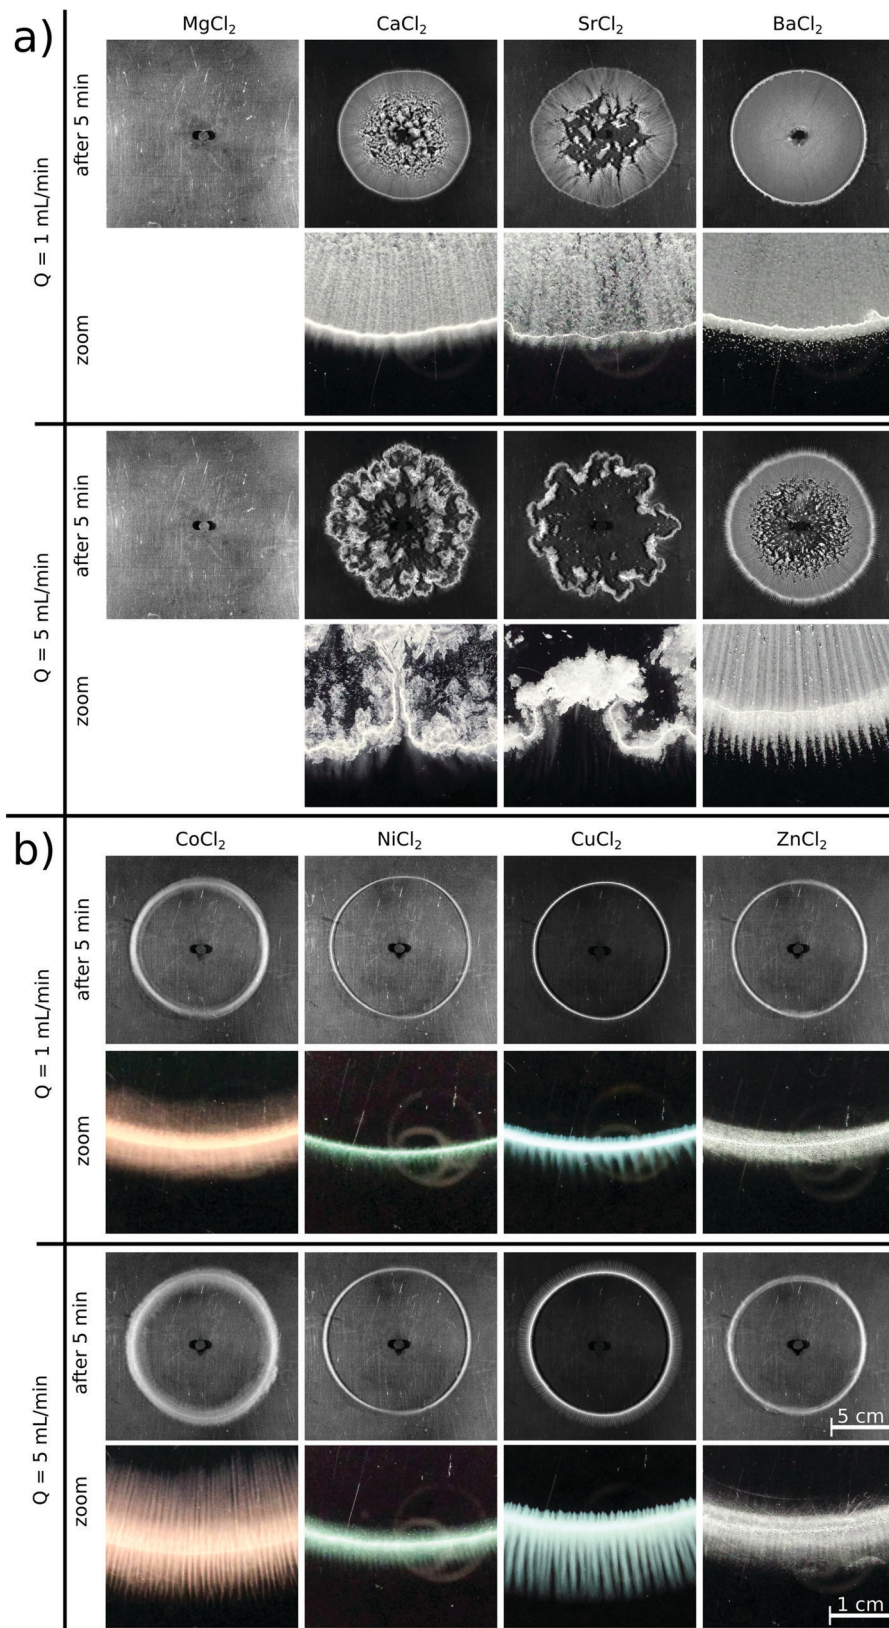 a)
MgCl₂ CaCl₂ SrCl₂ BaCl₂
Q = 1 mL/min
after 5 min
zoom
Q = 5 mL/min
after 5 min
zoom
b)
CoCl₂ NiCl₂ CuCl₂ ZnCl₂
Q = 1 mL/min
after 5 min
zoom
Q = 5 mL/min
after 5 min
5 cm
zoom
1 cm